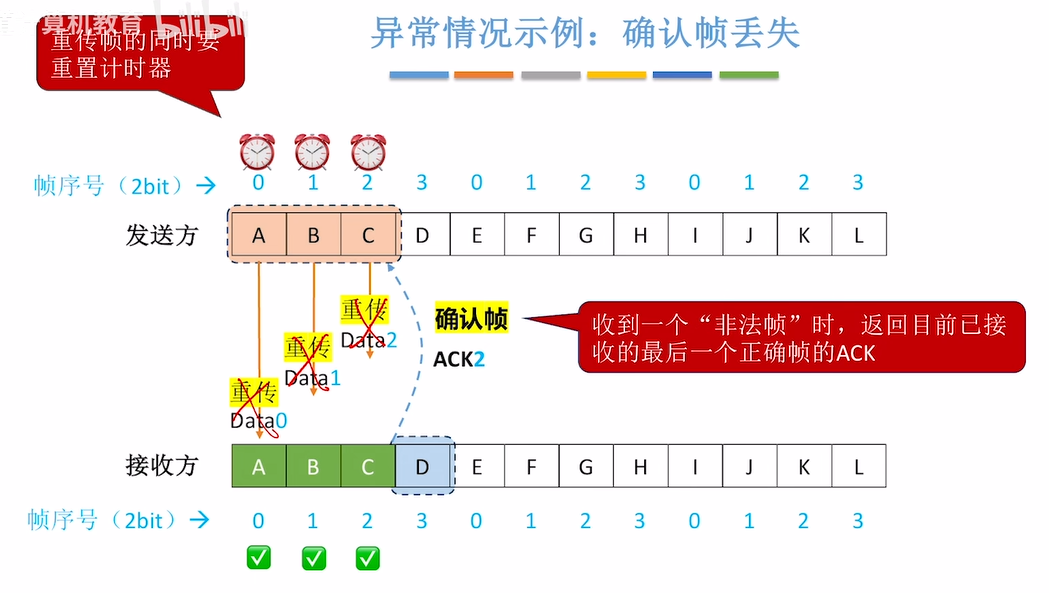 算机教育 bilibili
异常情况示例：确认帧丢失
重传帧的同时要
重置计时器
帧序号（2bit）→ 0 1 2 3 0 1 2 3 0 1 2 3
发送方 A B C D E F G H I J K L
重传
Data2
重传
Data1
重传
Data0
确认帧
ACK2
收到一个“非法帧”时，返回目前已接
收的最后一个正确帧的ACK
接收方 A B C D E F G H I J K L
帧序号（2bit）→ 0 1 2 3 0 1 2 3 0 1 2 3